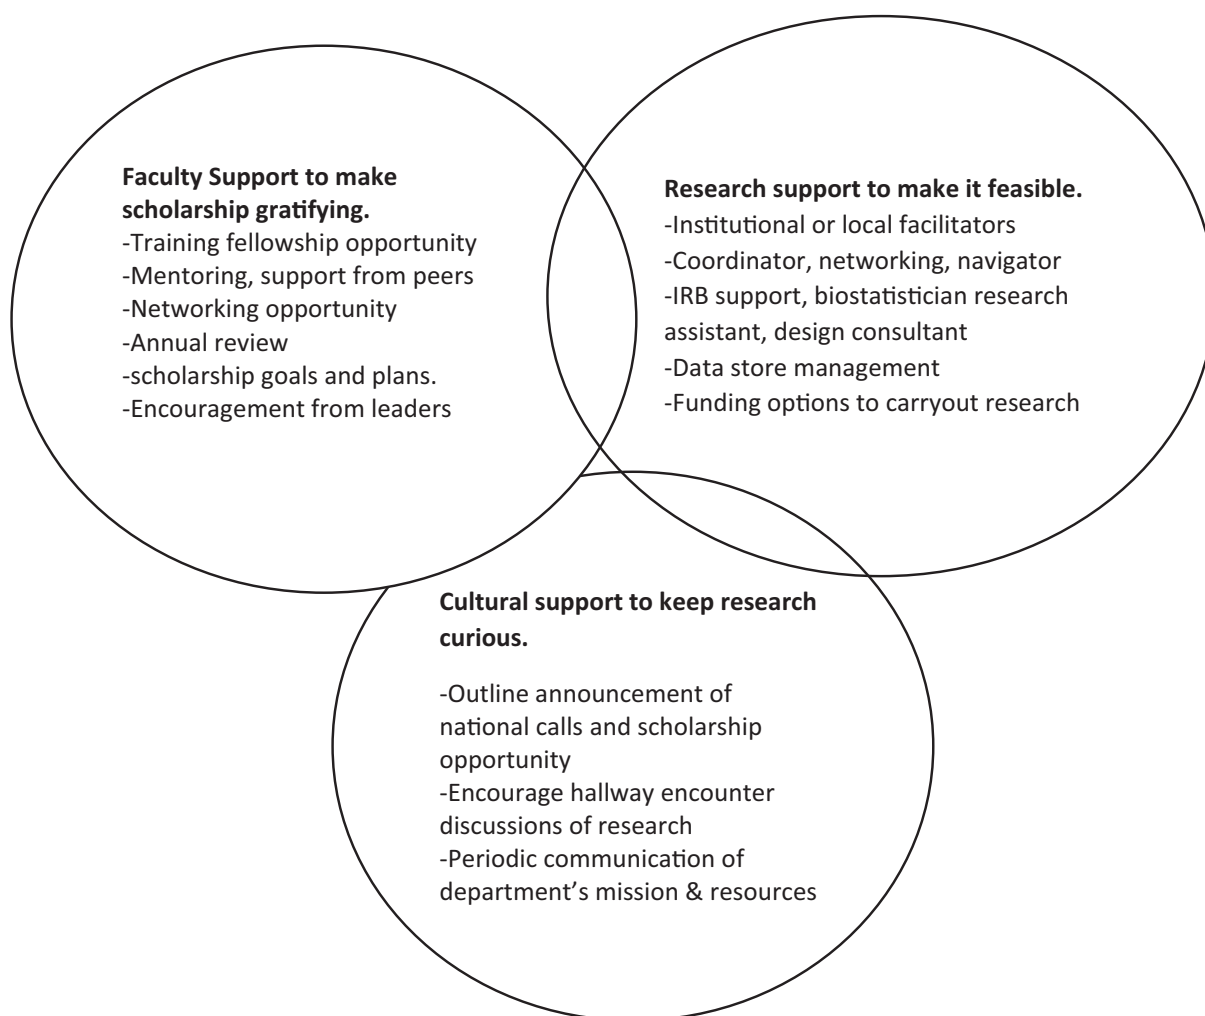 Faculty Support to make
scholarship gratifying.
-Training fellowship opportunity
-Mentoring, support from peers
-Networking opportunity
-Annual review
-scholarship goals and plans.
-Encouragement from leaders
Research support to make it feasible.
-Institutional or local facilitators
-Coordinator, networking, navigator
-IRB support, biostatistician research
assistant, design consultant
-Data store management
-Funding options to carryout research
Cultural support to keep research
curious.
-Outline announcement of
national calls and scholarship
opportunity
-Encourage hallway encounter
discussions of research
-Periodic communication of
department’s mission & resources